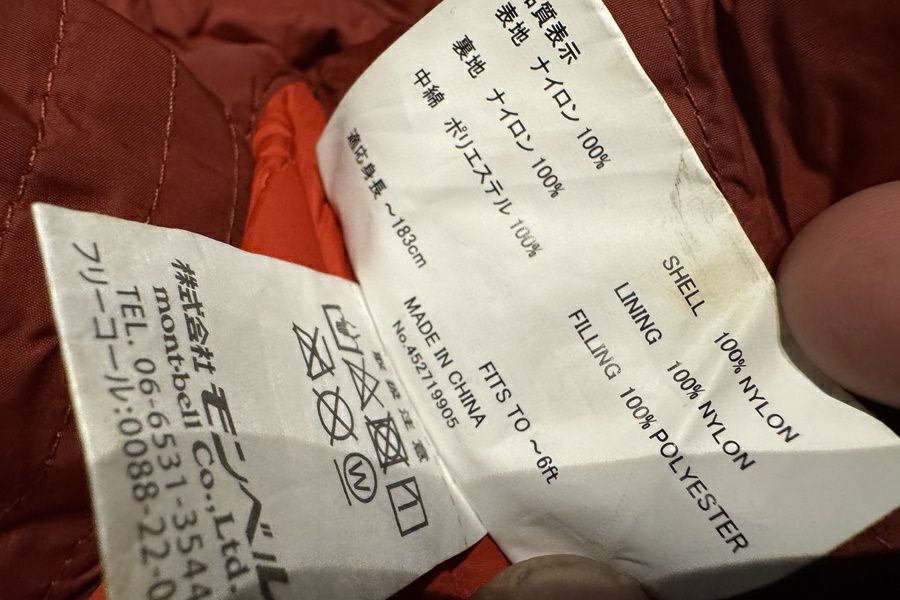 品質表示
表地 ナイロン 100%
裏地 ナイロン 100%
中綿 ポリエステル 100%
適応身長 ～183cm
SHELL 100% NYLON
LINING 100% NYLON
FILLING 100% POLYESTER
FITS TO ～6ft
MADE IN CHINA
No.452719905
W
株式会社 モンベル
mont-bell Co.,Ltd.
TEL. 06-6531-3544
フリーコール:0088-22-0